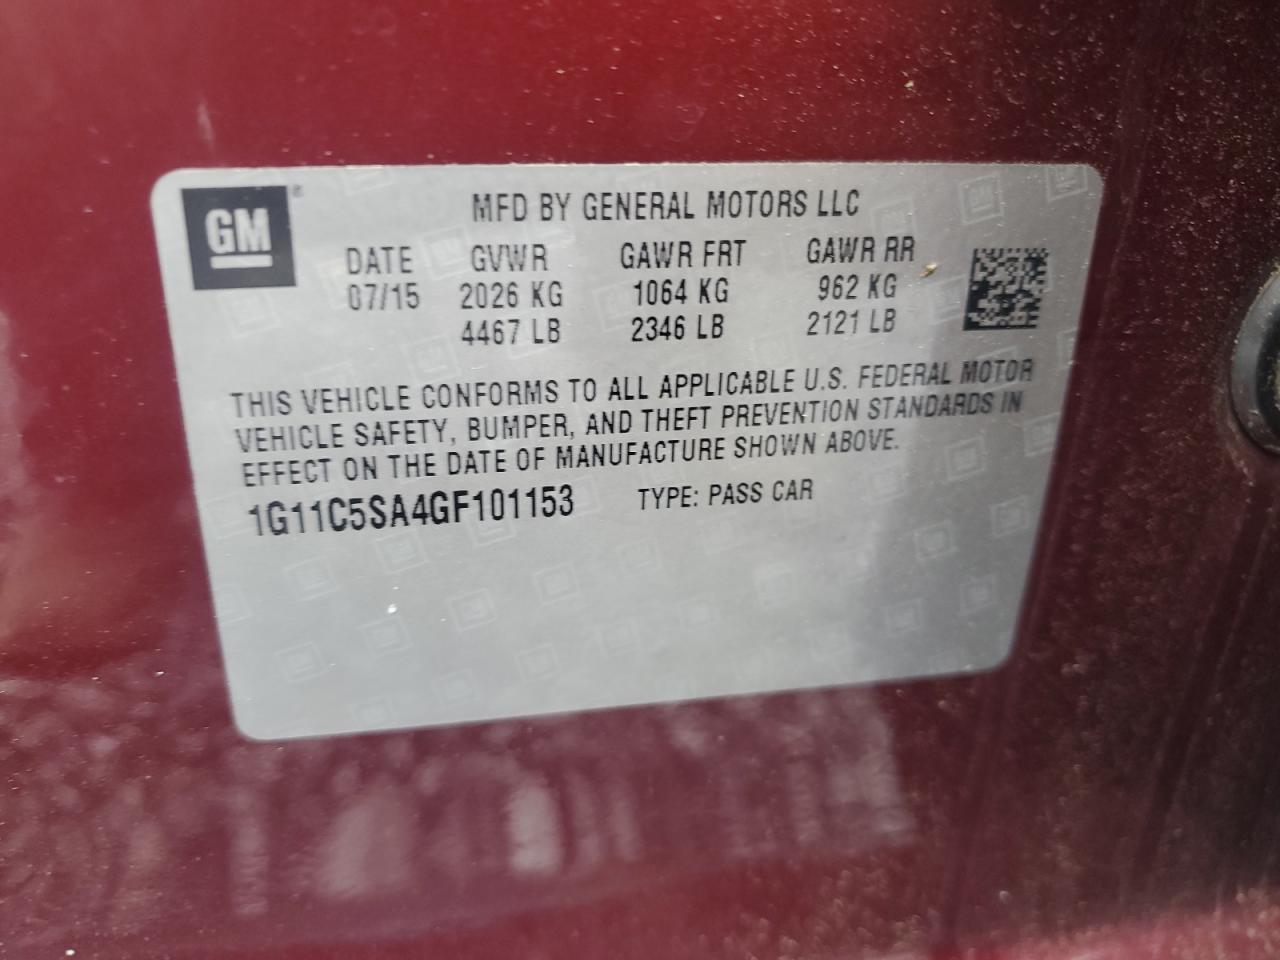 GM ®
MFD BY GENERAL MOTORS LLC
DATE GVWR GAWR FRT GAWR RR
07/15 2026 KG 1064 KG 962 KG
4467 LB 2346 LB 2121 LB
THIS VEHICLE CONFORMS TO ALL APPLICABLE U.S. FEDERAL MOTOR
VEHICLE SAFETY, BUMPER, AND THEFT PREVENTION STANDARDS IN
EFFECT ON THE DATE OF MANUFACTURE SHOWN ABOVE.
1G11C5SA4GF101153 TYPE: PASS CAR